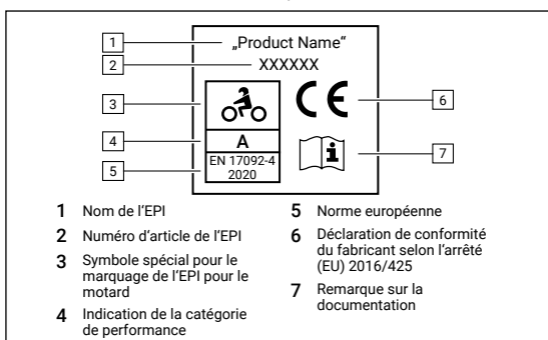 1 „Product Name“
2 XXXXXX
3
CE 6
4 A
i 7
5 EN 17092-4
2020
1 Nom de l'EPI
2 Numéro d'article de l'EPI
3 Symbole spécial pour le
marquage de l'EPI pour le
motard
4 Indication de la catégorie
de performance
5 Norme européenne
6 Déclaration de conformité
du fabricant selon l'arrêté
(EU) 2016/425
7 Remarque sur la
documentation